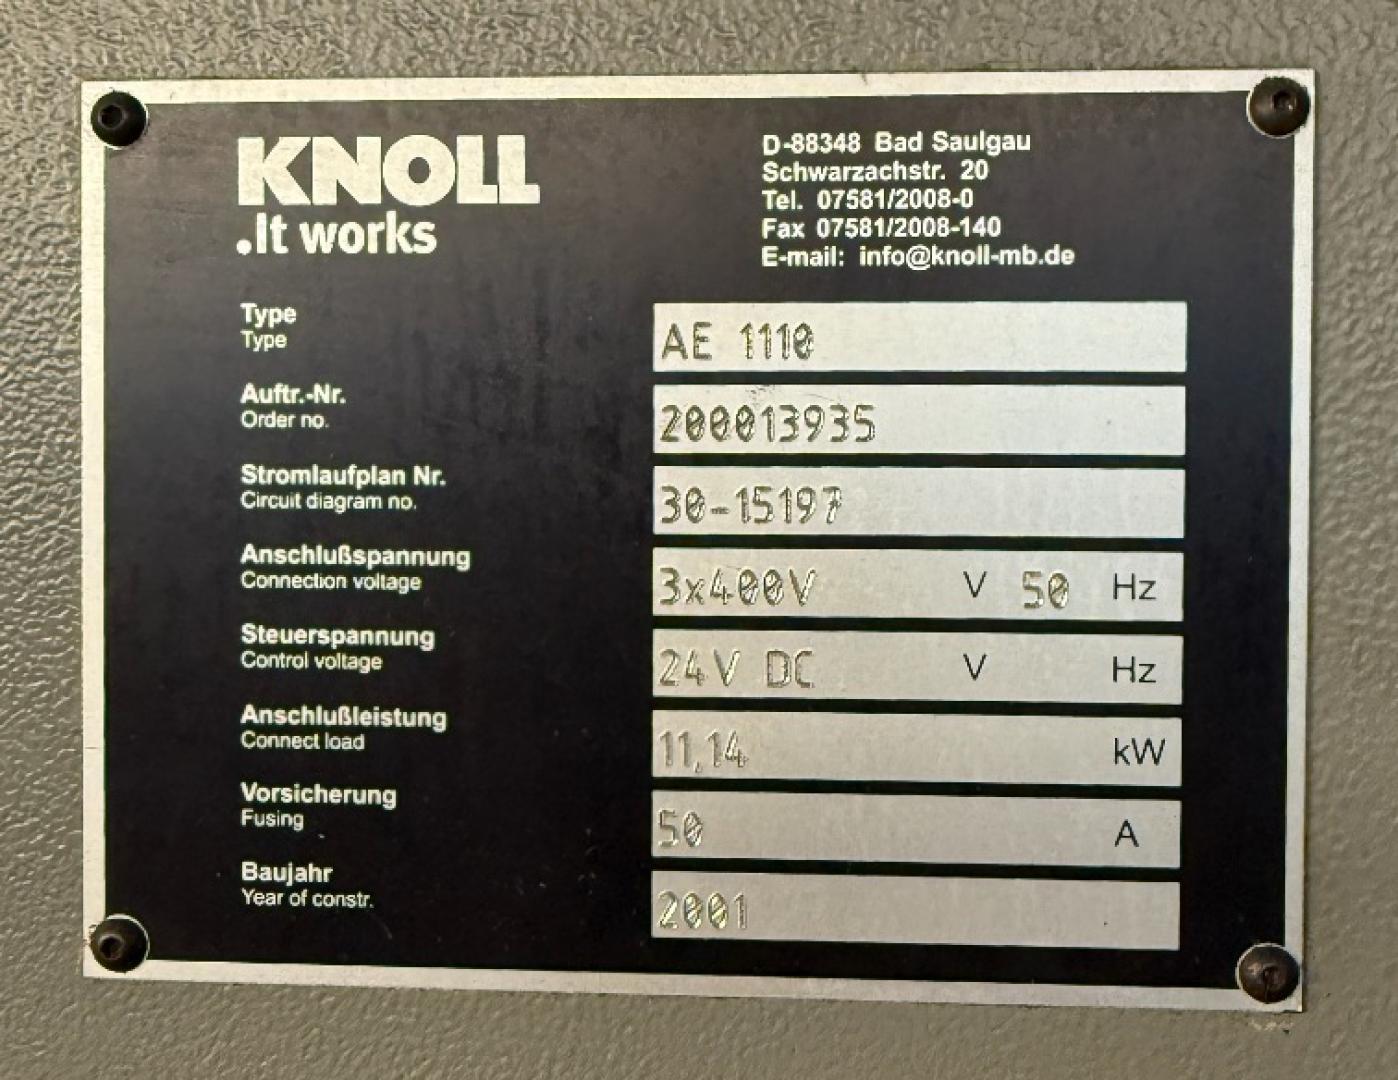 KNOLL
.It works
D-88348 Bad Saulgau
Schwarzachstr. 20
Tel. 07581/2008-0
Fax 07581/2008-140
E-mail: info@knoll-mb.de
Type
Type
AE 1110
Auftr.-Nr.
Order no.
200013935
Stromlaufplan Nr.
Circuit diagram no.
30-15197
Anschlußspannung
Connection voltage
3x400V V 50 Hz
Steuerspannung
Control voltage
24V DC V Hz
Anschlußleistung
Connect load
11,14 kW
Vorsicherung
Fusing
50 A
Baujahr
Year of constr.
2001